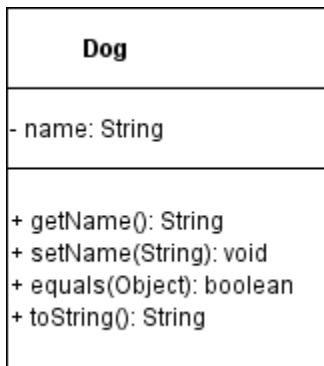 Dog
- name: String
+ getName(): String
+ setName(String): void
+ equals(Object): boolean
+ toString(): String